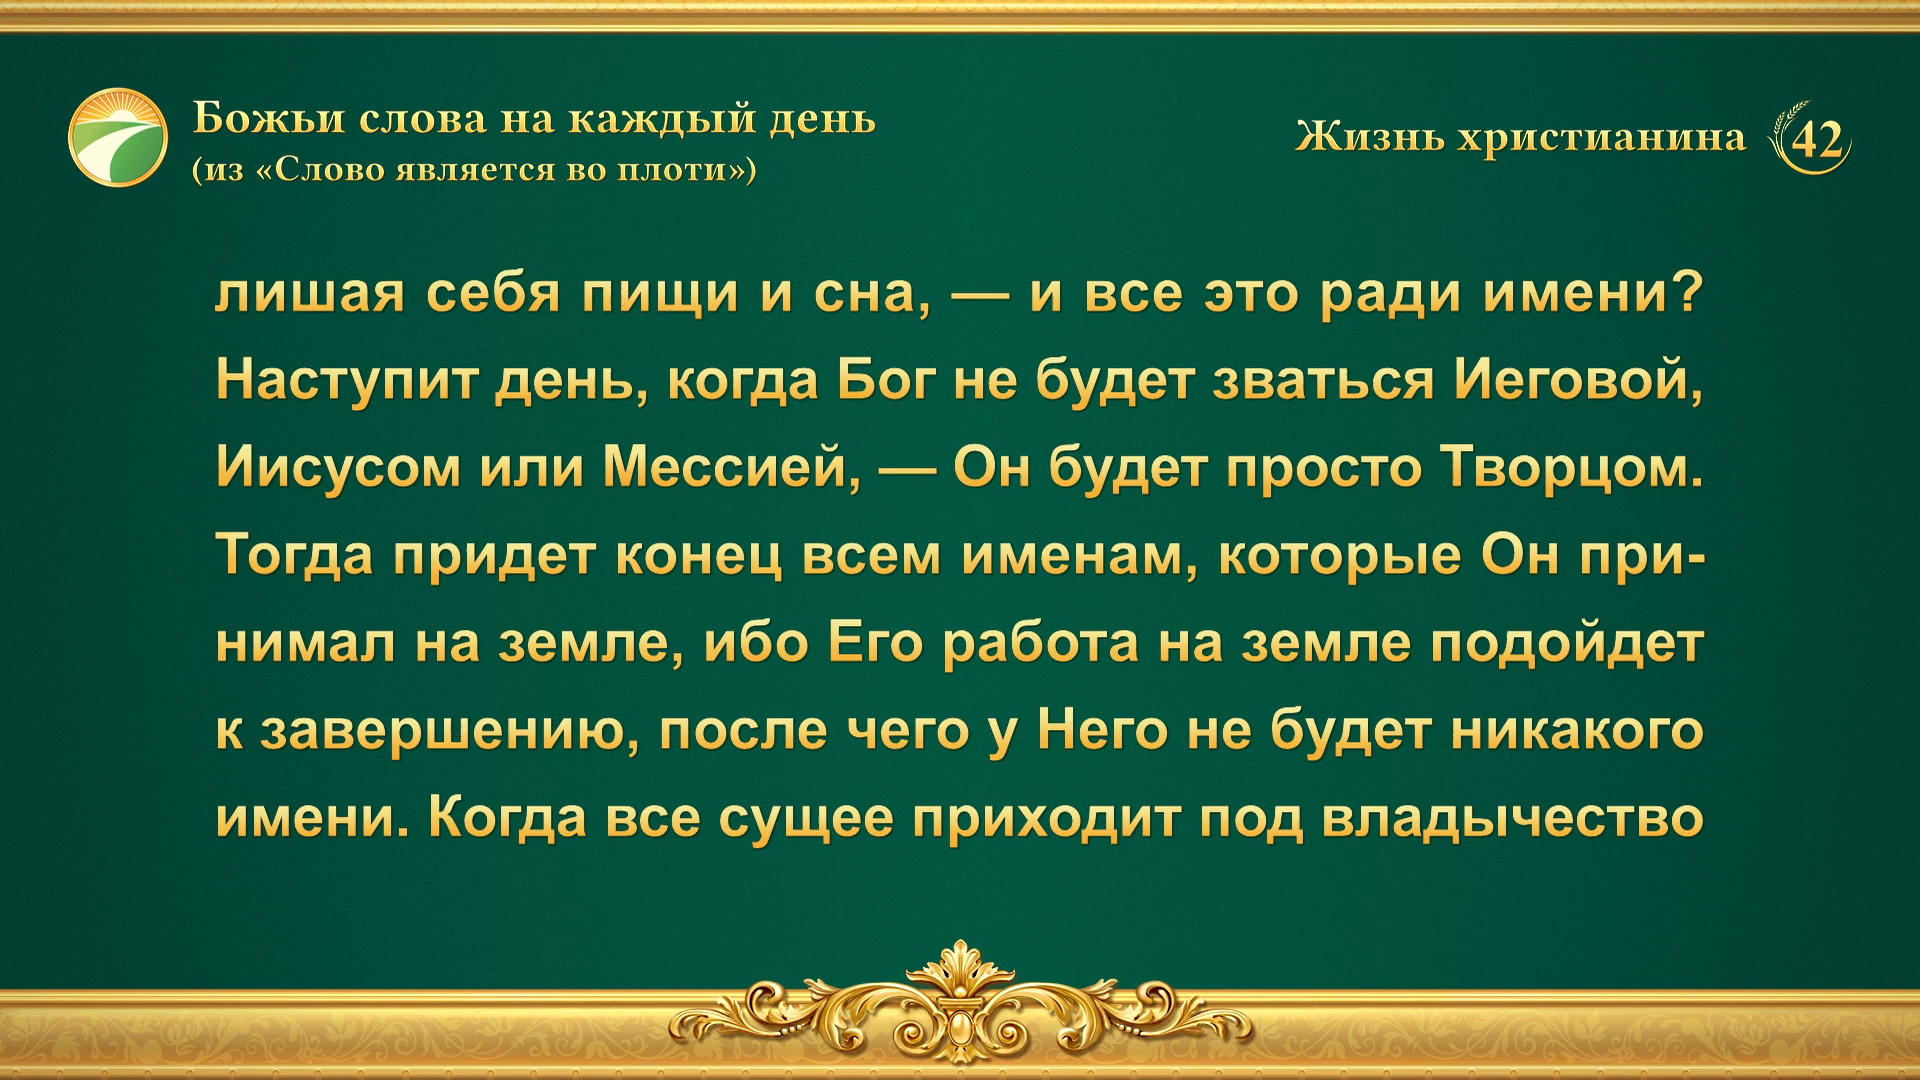 Божьи слова на каждый день
(из «Слово является во плоти»)
Жизнь христианина 42
лишая себя пищи и сна, — и все это ради имени?
Наступит день, когда Бог не будет зваться Иеговой,
Иисусом или Мессией, — Он будет просто Творцом.
Тогда придет конец всем именам, которые Он при-
нимал на земле, ибо Его работа на земле подойдет
к завершению, после чего у Него не будет никакого
имени. Когда все сущее приходит под владычество